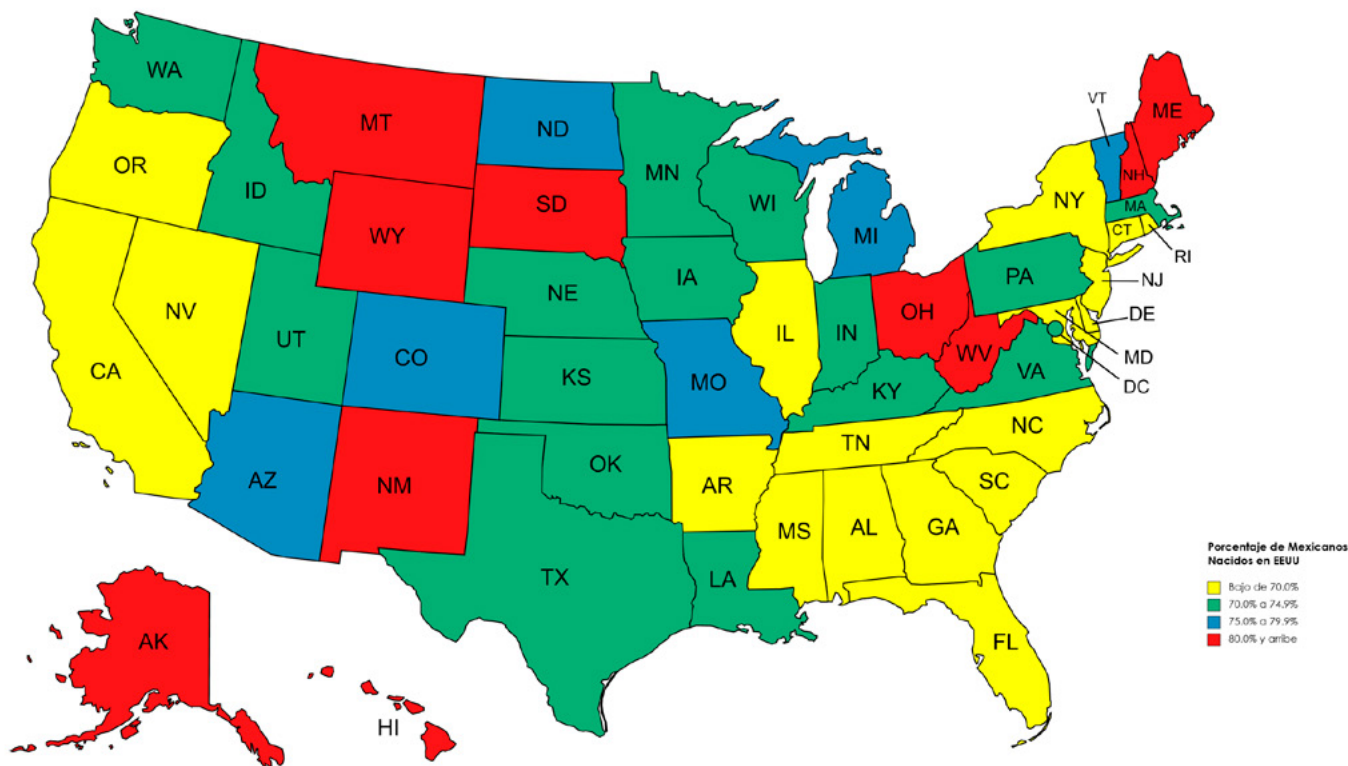 WA
MT
ND
MN
VT
ME
OR
ID
SD
WI
NH
WY
MI
NY
MA
CT
RI
IA
NE
PA
NJ
NV
OH
IL
IN
DE
UT
CO
WV
MD
CA
KS
MO
VA
KY
DC
NC
TN
OK
AZ
NM
AR
SC
MS
AL
GA
TX
LA
Porcentaje de Mexicanos
Nacidos en EEUU
Bajo de 70.0%
70.0% a 74.9%
75.0% a 79.9%
80.0% y arribe
AK
FL
HI